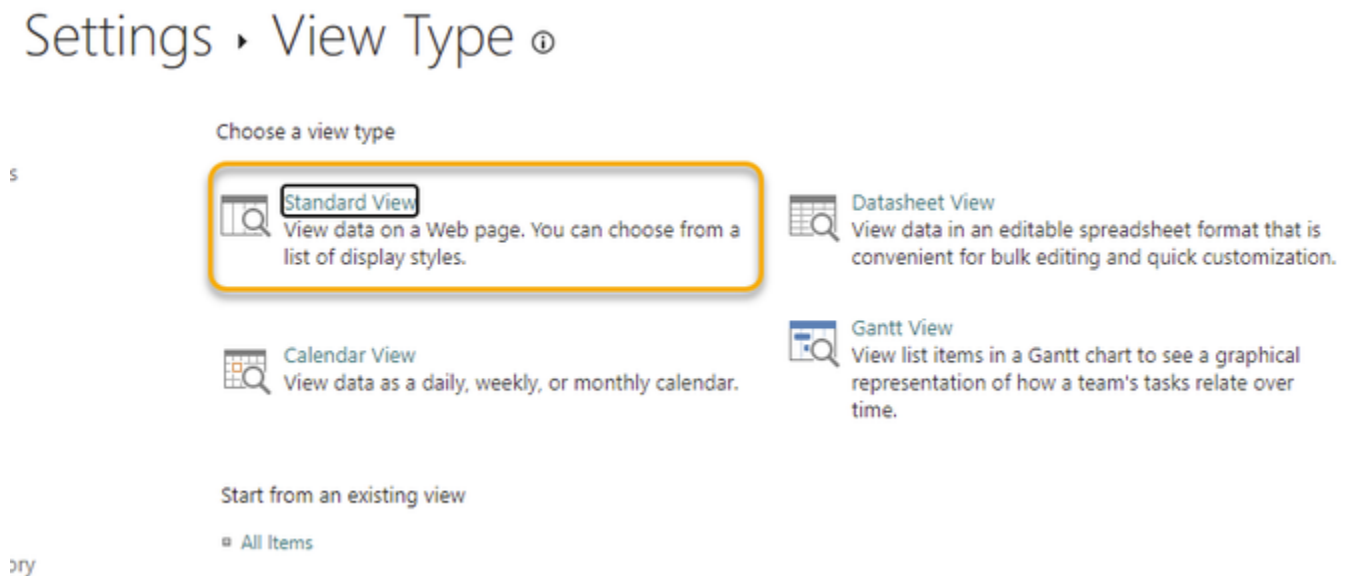 Settings ▸ View Type
Choose a view type
s
Standard View
View data on a Web page. You can choose from a
list of display styles.
Datasheet View
View data in an editable spreadsheet format that is
convenient for bulk editing and quick customization.
Calendar View
View data as a daily, weekly, or monthly calendar.
Gantt View
View list items in a Gantt chart to see a graphical
representation of how a team's tasks relate over
time.
Start from an existing view
All Items
ory